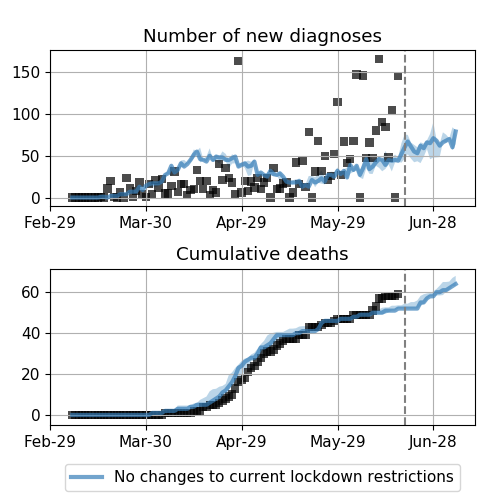 Number of new diagnoses
150
100
50
0
Feb-29 Mar-30 Apr-29 May-29 Jun-28
Cumulative deaths
60
40
20
0
Feb-29 Mar-30 Apr-29 May-29 Jun-28
No changes to current lockdown restrictions